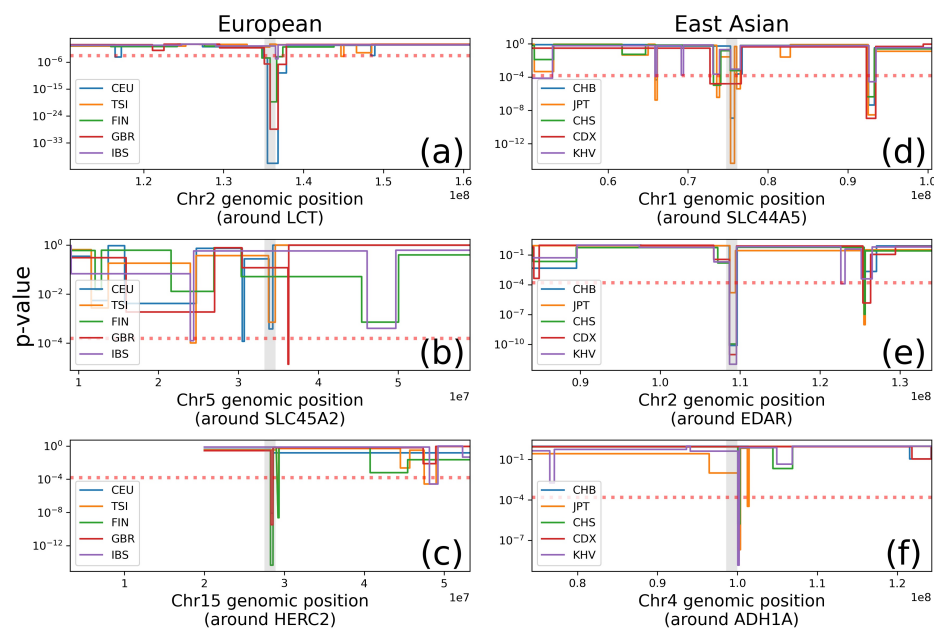 European
East Asian
p-value
10⁻⁶
10⁻¹⁵
10⁻²⁴
10⁻³³
CEU
TSI
FIN
GBR
IBS
(a)
1.2 1.3 1.4 1.5 1.6
1e8
Chr2 genomic position
(around LCT)
10⁰
10⁻⁴
10⁻⁸
10⁻¹²
CHB
JPT
CHS
CDX
KHV
(d)
0.6 0.7 0.8 0.9 1.0
1e8
Chr1 genomic position
(around SLC44A5)
10⁰
10⁻²
10⁻⁴
CEU
TSI
FIN
GBR
IBS
(b)
1 2 3 4 5
1e7
Chr5 genomic position
(around SLC45A2)
10⁻¹
10⁻⁴
10⁻⁷
10⁻¹⁰
CHB
JPT
CHS
CDX
KHV
(e)
0.9 1.0 1.1 1.2 1.3
1e8
Chr2 genomic position
(around EDAR)
10⁰
10⁻⁴
10⁻⁸
10⁻¹²
CEU
TSI
FIN
GBR
IBS
(c)
1 2 3 4 5
1e7
Chr15 genomic position
(around HERC2)
10⁻¹
10⁻⁴
10⁻⁷
CHB
JPT
CHS
CDX
KHV
(f)
0.8 0.9 1.0 1.1 1.2
1e8
Chr4 genomic position
(around ADH1A)